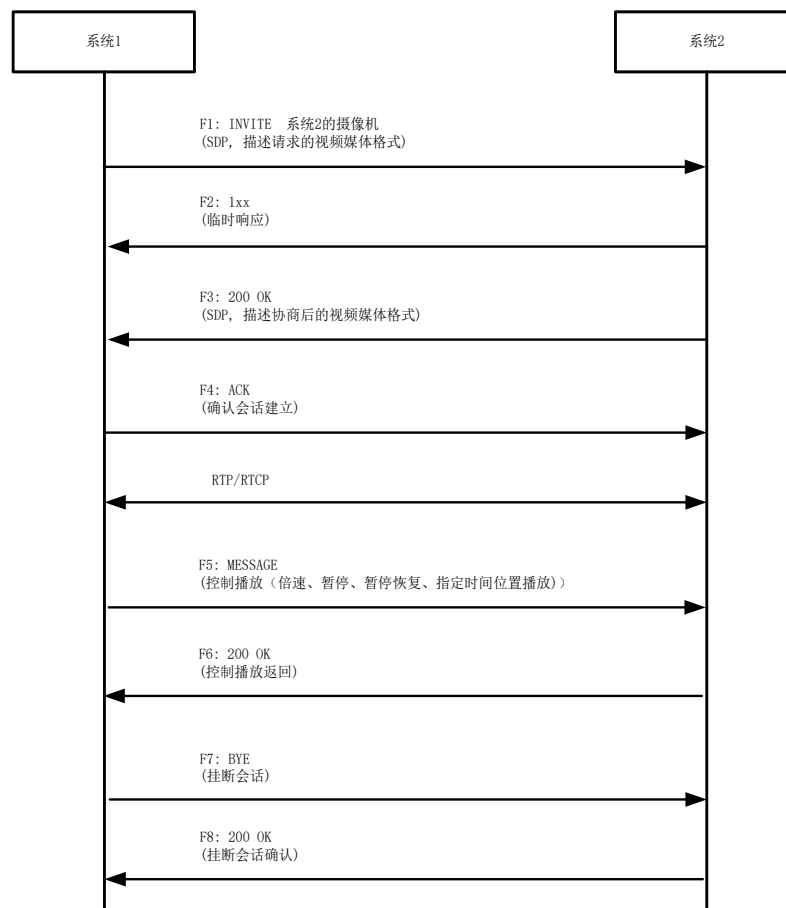 系统1
系统2
F1: INVITE 系统2的摄像机
(SDP, 描述请求的视频媒体格式)
F2: 1xx
(临时响应)
F3: 200 OK
(SDP, 描述协商后的视频媒体格式)
F4: ACK
(确认会话建立)
RTP/RTCP
F5: MESSAGE
(控制播放（倍速、暂停、暂停恢复、指定时间位置播放)）
F6: 200 OK
(控制播放返回)
F7: BYE
(挂断会话)
F8: 200 OK
(挂断会话确认)